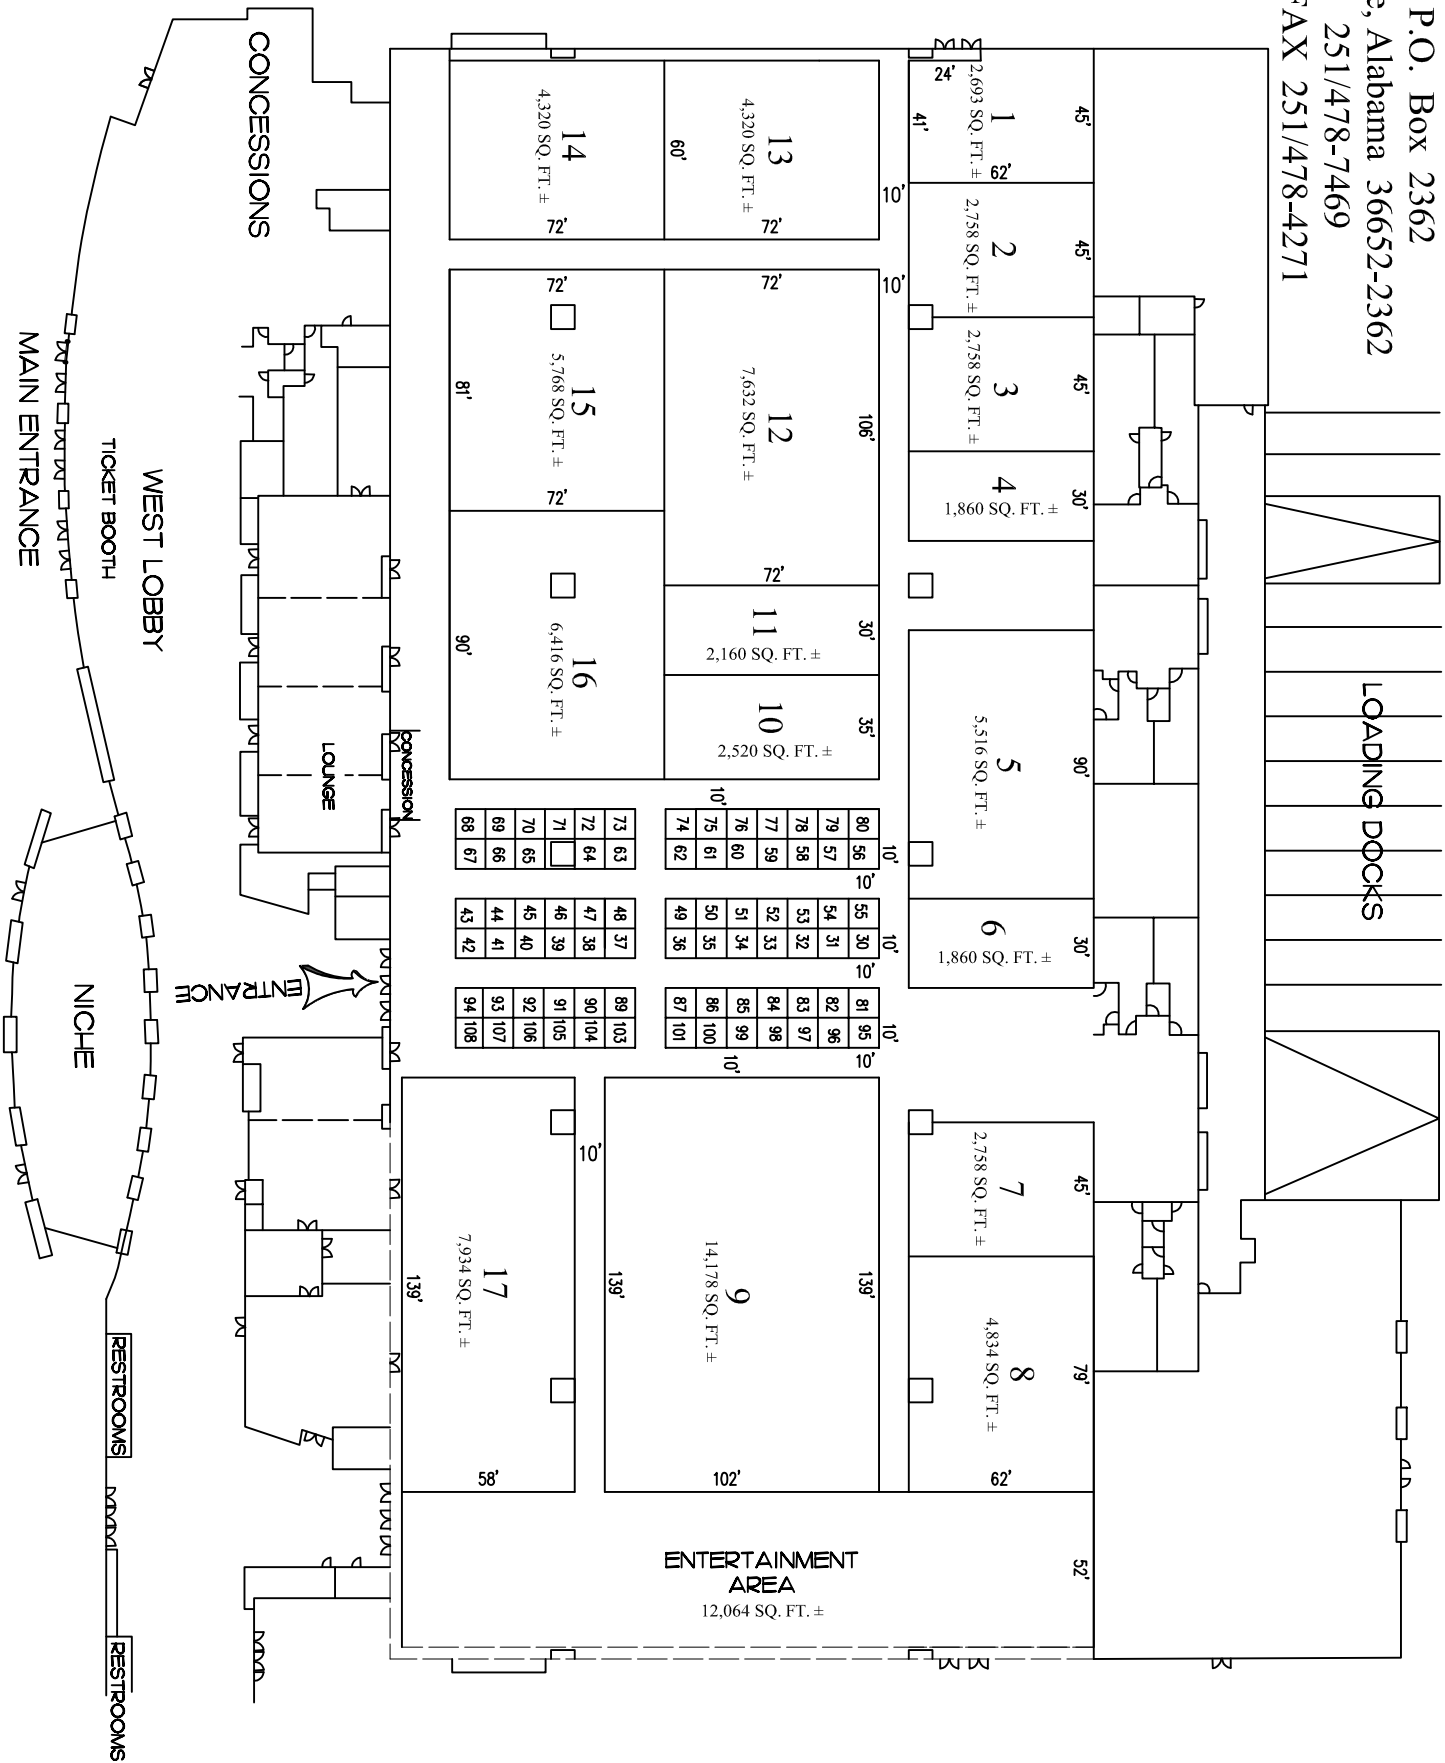 P.O. Box 2362
e, Alabama 36652-2362
251/478-7469
FAX 251/478-4271
LOADING DOCKS
CONCESSIONS
MAIN ENTRANCE
TICKET BOOTH
WEST LOBBY
LOUNGE
CONCESSION
ENTRANCE
NICHE
RESTROOMS
RESTROOMS
1
2,693 SQ. FT. ±
45'
24'
41'
62'
2
2,758 SQ. FT. ±
45'
3
2,758 SQ. FT. ±
45'
4
1,860 SQ. FT. ±
30'
5
5,516 SQ. FT. ±
90'
6
1,860 SQ. FT. ±
30'
7
2,758 SQ. FT. ±
45'
8
4,834 SQ. FT. ±
79'
62'
13
4,320 SQ. FT. ±
60'
72'
10'
14
4,320 SQ. FT. ±
72'
12
7,632 SQ. FT. ±
72'
106'
72'
10'
15
5,768 SQ. FT. ±
72'
81'
72'
11
2,160 SQ. FT. ±
30'
10
2,520 SQ. FT. ±
35'
16
6,416 SQ. FT. ±
90'
10'
68 69 70 71 72 73
67 66 65 64 63
74 75 76 77 78 79 80
62 61 60 59 58 57 56
10'
10'
43 44 45 46 47 48
42 41 40 39 38 37
49 50 51 52 53 54 55
36 35 34 33 32 31 30
10'
10'
94 93 92 91 90 89
108 107 106 105 104 103
87 86 85 84 83 82 81
101 100 99 98 97 96 95
10'
10'
10'
9
14,178 SQ. FT. ±
139'
139'
102'
10'
17
7,934 SQ. FT. ±
139'
58'
ENTERTAINMENT
AREA
12,064 SQ. FT. ±
52'